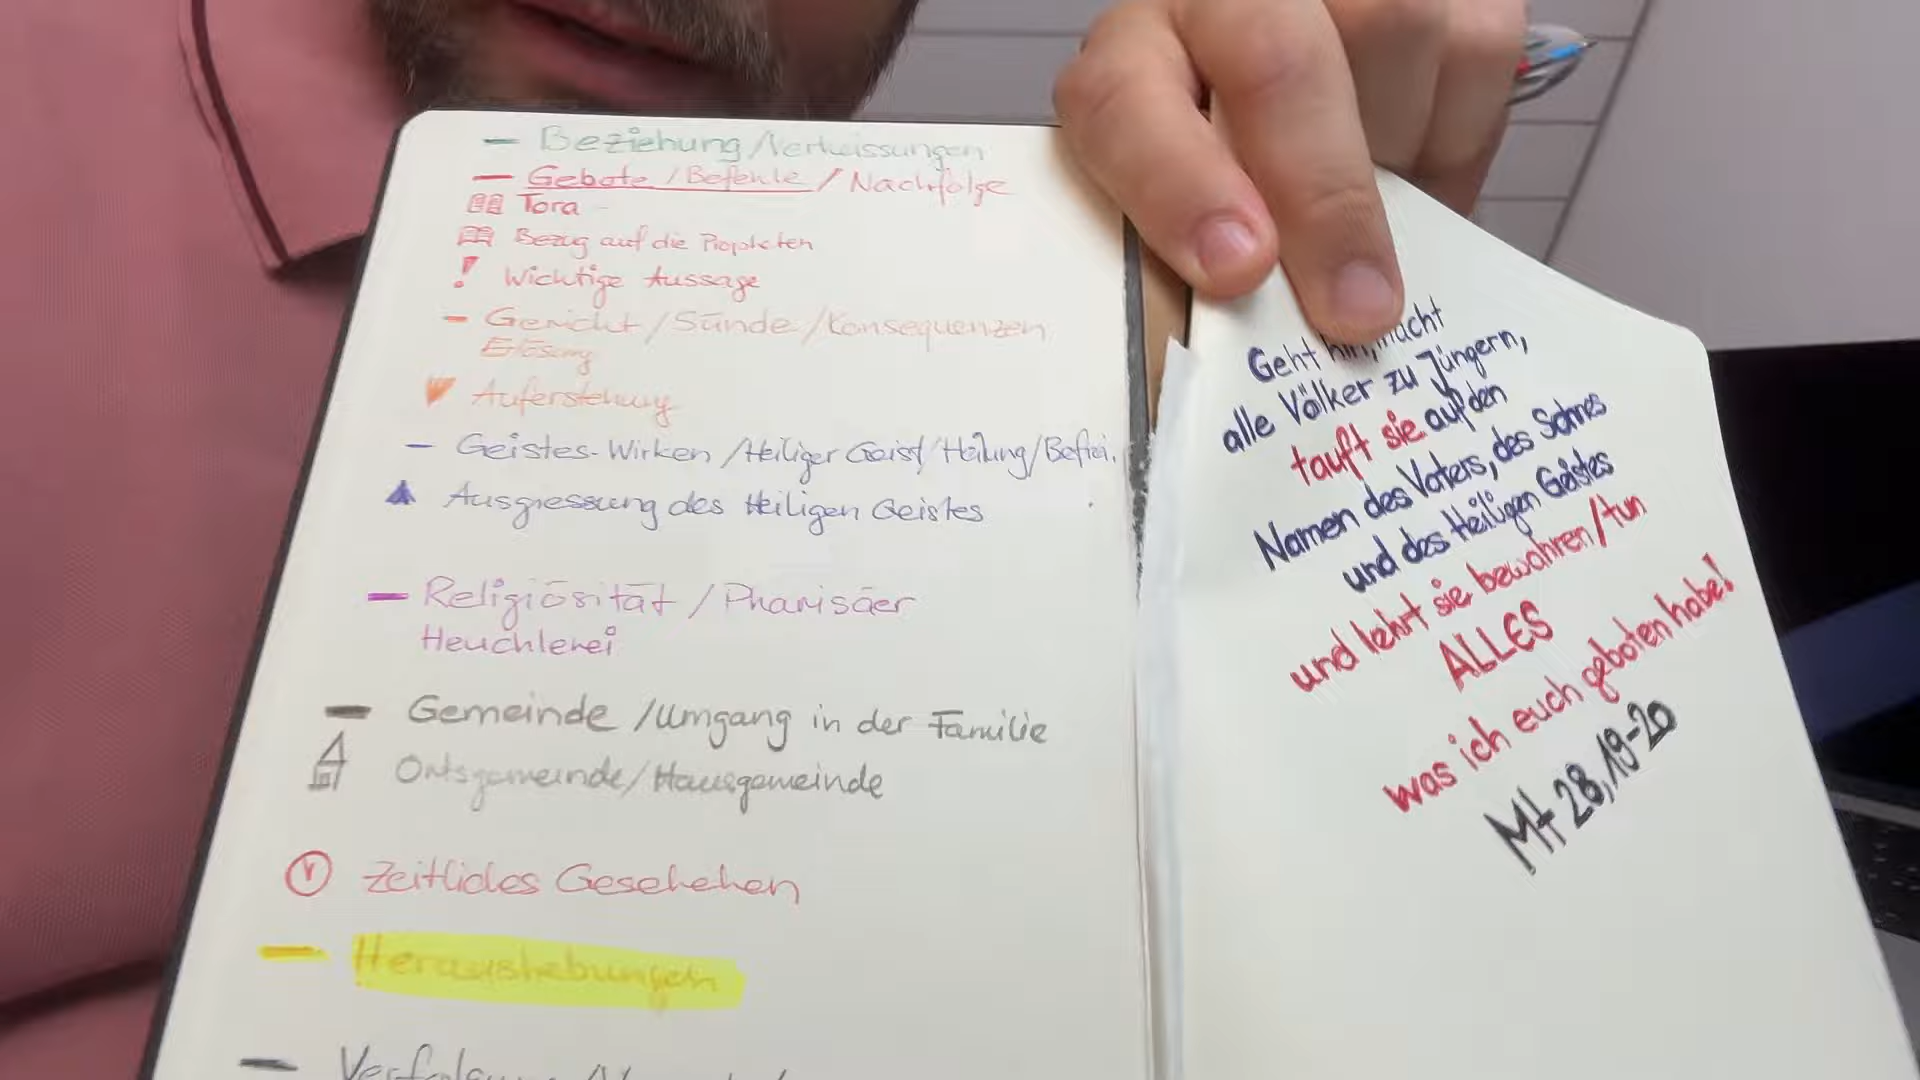 Beziehung / Verheissungen
Gebote / Befehle / Nachfolge
Tora
Bezug auf die Propheten
! Wichtige Aussage
Gericht / Sünde / Konsequenzen
Erlösung
Auferstehung
Geistes-Wirken / Heiliger Geist / Heilung / Befrei.
Ausgiessung des Heiligen Geistes
Religiösität / Pharisäer
Heuchlerei
Gemeinde / Umgang in der Familie
Ortsgemeinde / Hausgemeinde
Zeitliches Geschehen
Heraushebungen
Geht hin, macht
alle Völker zu Jüngern,
tauft sie auf den
Namen des Vaters, des Sohnes
und des Heiligen Geistes
und lehrt sie bewahren/tun
ALLES
was ich euch geboten habe!
Mt 28,19-20